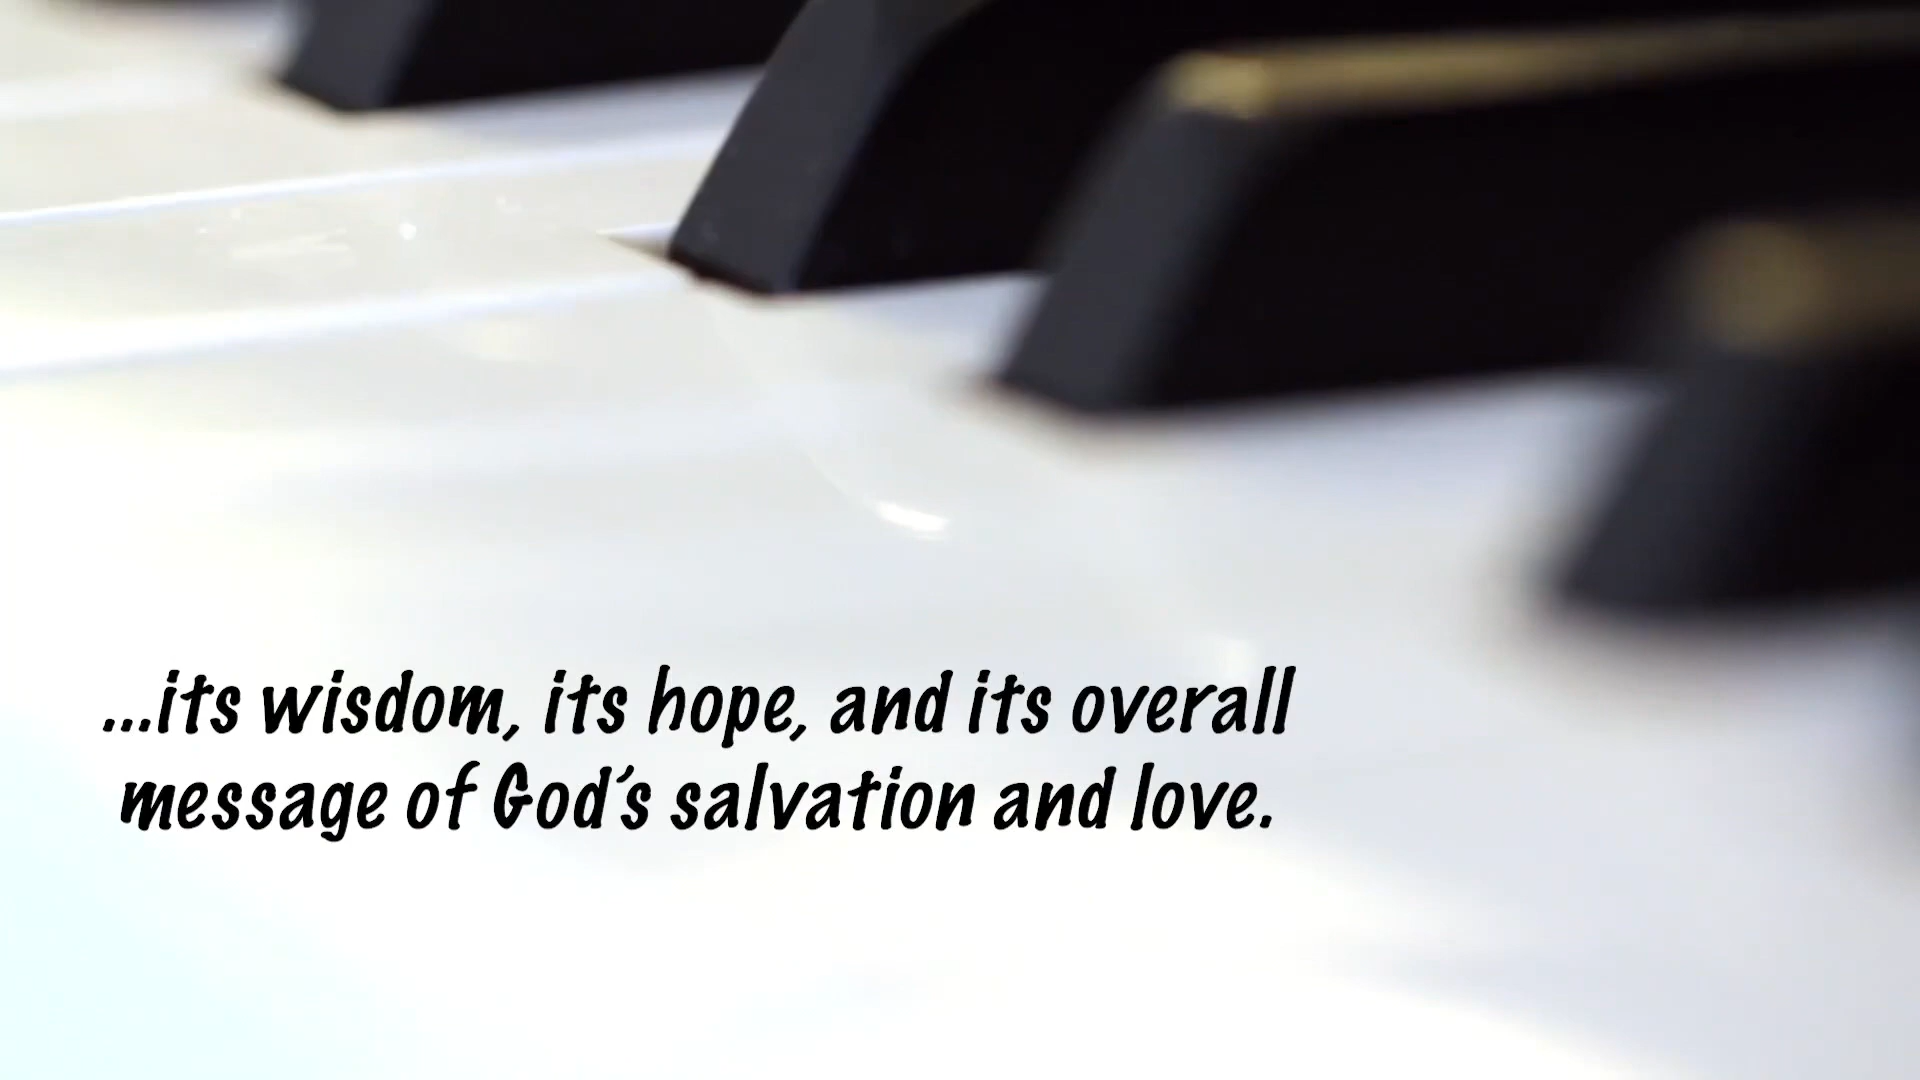 ...its wisdom, its hope, and its overall
message of God's salvation and love.